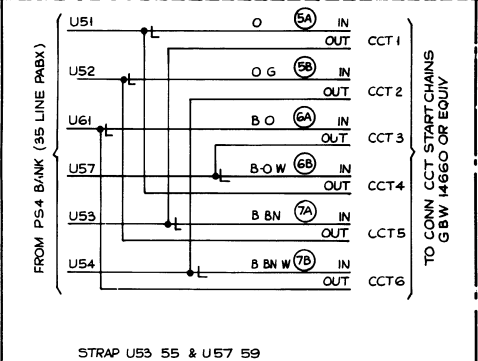 U51 O 5A IN
OUT CCT 1
U52 O G 5B IN
OUT CCT 2
U61 B O 6A IN
OUT CCT 3
U57 B-O W 6B IN
OUT CCT4
U53 B BN 7A IN
OUT CCT5
U54 B BN W 7B IN
OUT CCT6
FROM PS4 BANK (35 LINE PABX)
TO CONN CCT START CHAINS
GBW 14660 OR EQUIV
STRAP U53 55 & U57 59